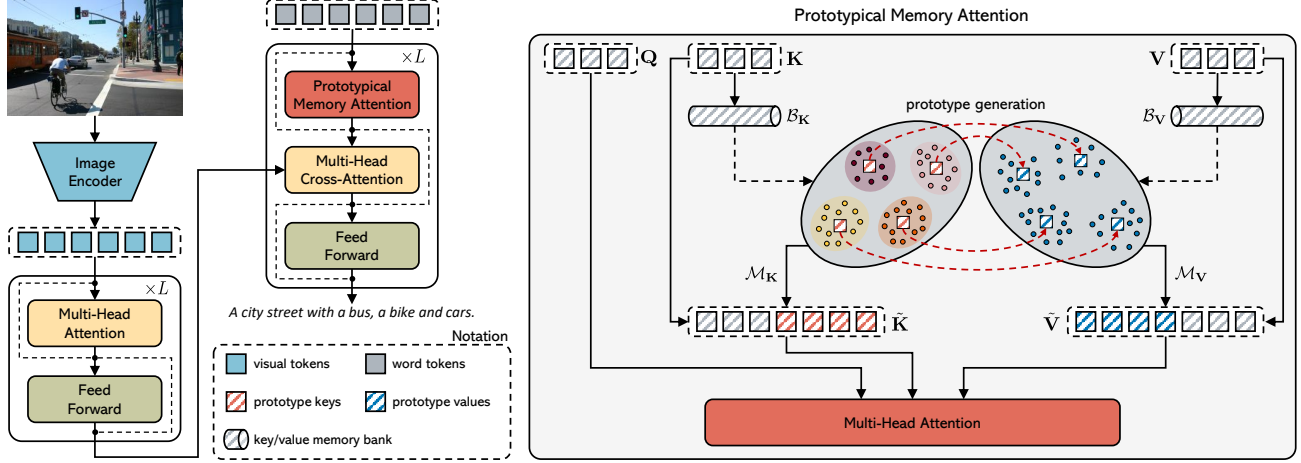 Image
Encoder
×L
Multi-Head
Attention
Feed
Forward
×L
Prototypical
Memory Attention
Multi-Head
Cross-Attention
Feed
Forward
A city street with a bus, a bike and cars.
Notation
visual tokens
word tokens
prototype keys
prototype values
key/value memory bank
Prototypical Memory Attention
Q
K
V
B_K
prototype generation
B_V
M_K
M_V
K̃
Ṽ
Multi-Head Attention